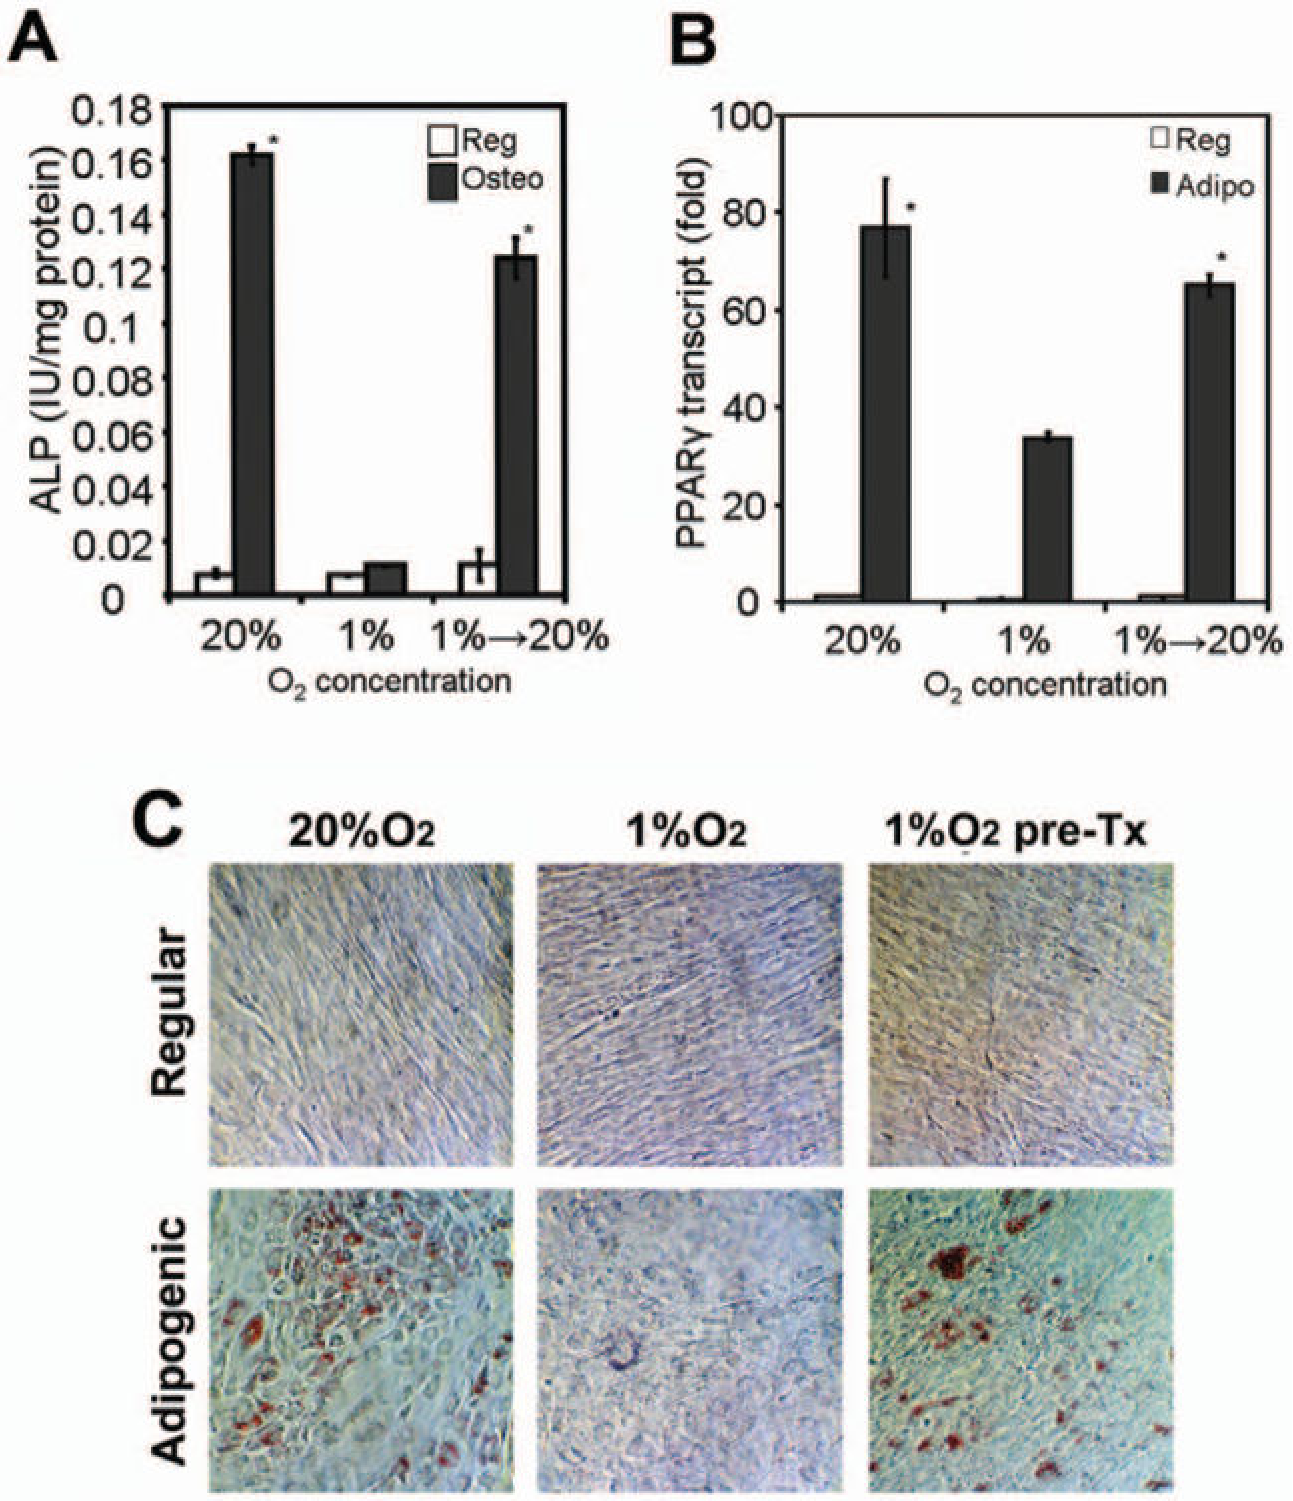 A
0.18
0.16
0.14
0.12
0.1
0.08
0.06
0.04
0.02
0
ALP (IU/mg protein)
Reg
Osteo
*
*
20% 1% 1%→20%
O2 concentration
B
100
80
60
40
20
0
PPARγ transcript (fold)
Reg
Adipo
*
*
20% 1% 1%→20%
O2 concentration
C
20%O2 1%O2 1%O2 pre-Tx
Regular
Adipogenic